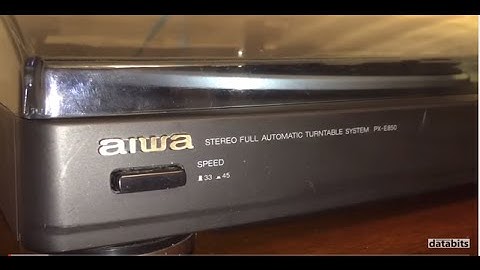 aiwa STEREO FULL AUTOMATIC TURNTABLE SYSTEM PX-E850
SPEED
33 45
databits